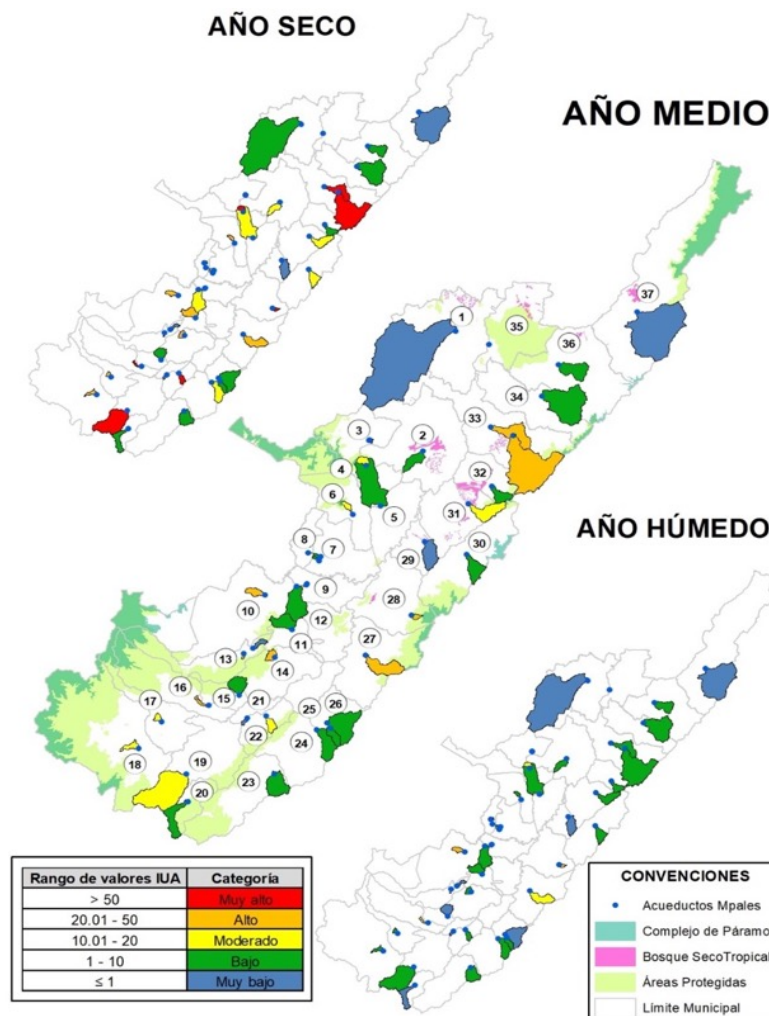 AÑO SECO
AÑO MEDIO
37
1
35
36
34
33
3
2
4
32
6
5
31
AÑO HÚMEDO
8
7
30
29
9
28
10
12
11
27
13
14
16
15
21
25
26
17
22
24
18
19
23
20
Rango de valores IUA Categoría
> 50 Muy alto
20.01 - 50 Alto
10.01 - 20 Moderado
1 - 10 Bajo
≤ 1 Muy bajo
CONVENCIONES
Acueductos Mpales
Complejo de Páramo
Bosque SecoTropical
Áreas Protegidas
Límite Municipal